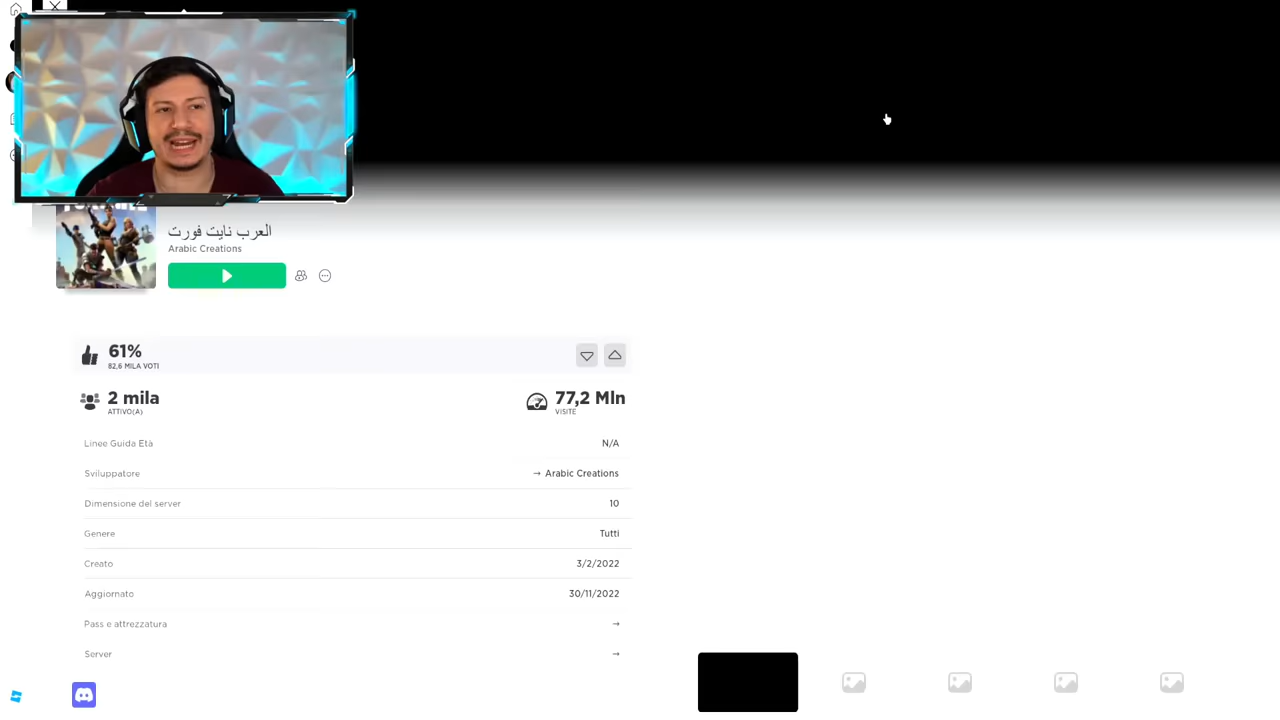 العرب نايت فورت
Arabic Creations
61%
82,6 MILA VOTI
2 mila
ATTIVO(A)
77,2 Mln
VISITE
Linee Guida Età
N/A
Sviluppatore
→ Arabic Creations
Dimensione del server
10
Genere
Tutti
Creato
3/2/2022
Aggiornato
30/11/2022
Pass e attrezzatura
→
Server
→